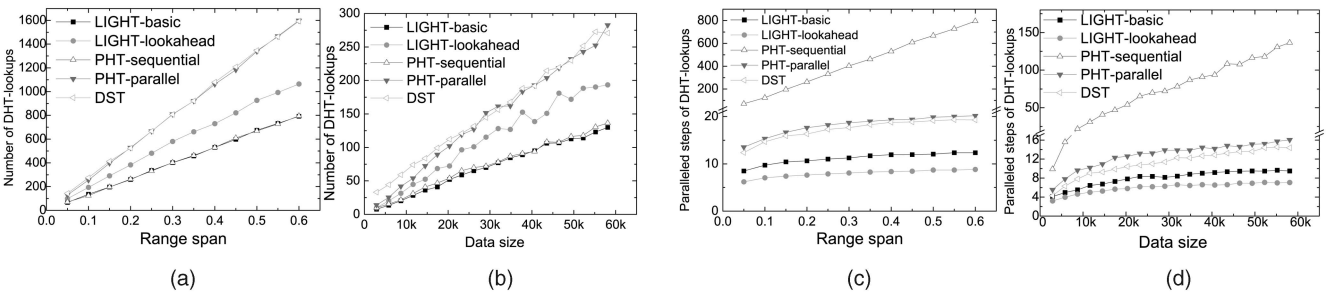 1600
1400
1200
1000
800
600
400
200
0
Number of DHT-lookups
LIGHT-basic
LIGHT-lookahead
PHT-sequential
PHT-parallel
DST
0.0 0.1 0.2 0.3 0.4 0.5 0.6
Range span
(a)
300
250
200
150
100
50
0
Number of DHT-lookups
LIGHT-basic
LIGHT-lookahead
PHT-sequential
PHT-parallel
DST
0 10k 20k 30k 40k 50k 60k
Data size
(b)
800
600
400
200
20
10
0
Paralleled steps of DHT-lookups
LIGHT-basic
LIGHT-lookahead
PHT-sequential
PHT-parallel
DST
0.0 0.1 0.2 0.3 0.4 0.5 0.6
Range span
(c)
150
100
50
16
12
8
4
0
Paralleled steps of DHT-lookups
LIGHT-basic
LIGHT-lookahead
PHT-sequential
PHT-parallel
DST
0 10k 20k 30k 40k 50k 60k
Data size
(d)